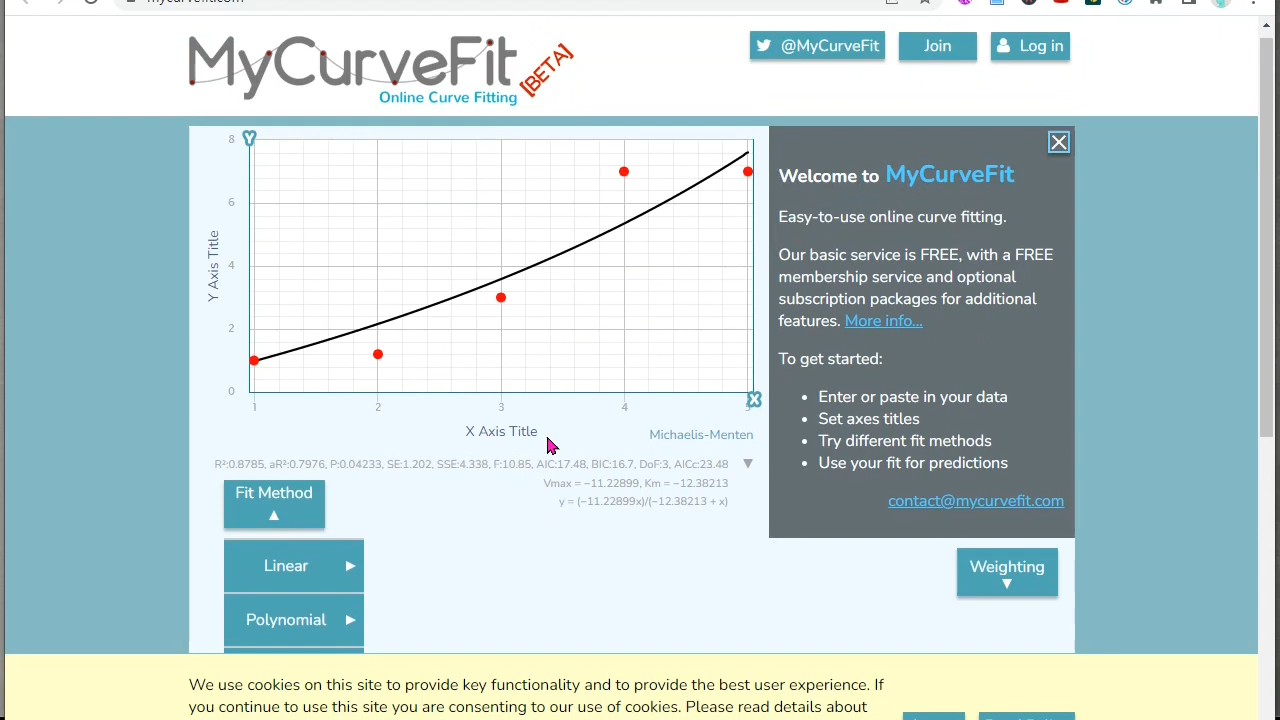 MyCurveFit
[BETA]
Online Curve Fitting
@MyCurveFit
Join
Log in
Y
8
6
4
2
0
Y Axis Title
1
2
3
4
X
X Axis Title
Michaelis-Menten
R²:0.8785, aR²:0.7976, P:0.04233, SE:1.202, SSE:4.338, F:10.85, AIC:17.48, BIC:16.7, DoF:3, AICc:23.48
Vmax = −11.22899, Km = −12.38213
y = (−11.22899x)/(−12.38213 + x)
Fit Method
Linear
Polynomial
Welcome to MyCurveFit
Easy-to-use online curve fitting.
Our basic service is FREE, with a FREE
membership service and optional
subscription packages for additional
features. More info...
To get started:
• Enter or paste in your data
• Set axes titles
• Try different fit methods
• Use your fit for predictions
contact@mycurvefit.com
Weighting
We use cookies on this site to provide key functionality and to provide the best user experience. If
you continue to use this site you are consenting to our use of cookies. Please read details about